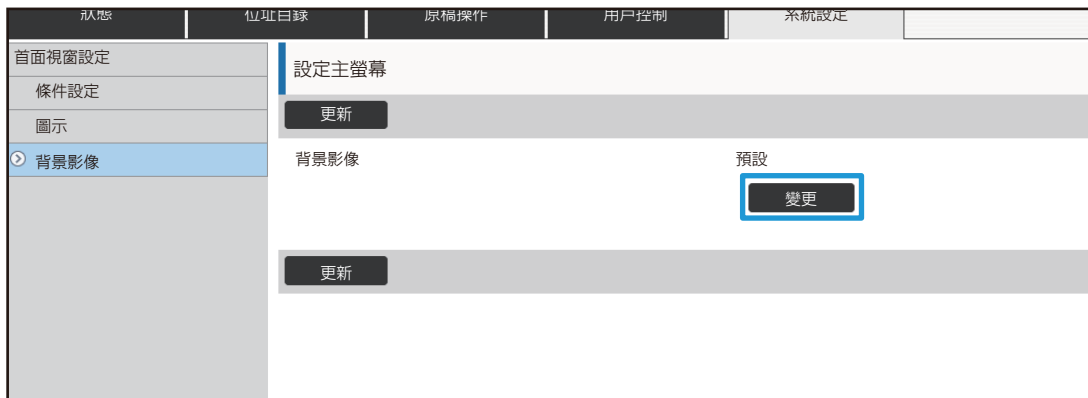 狀態 位址目錄 原稿操作 用戶控制 系統設定
首面視窗設定
條件設定
圖示
背景影像
設定主螢幕
更新
背景影像 預設
變更
更新